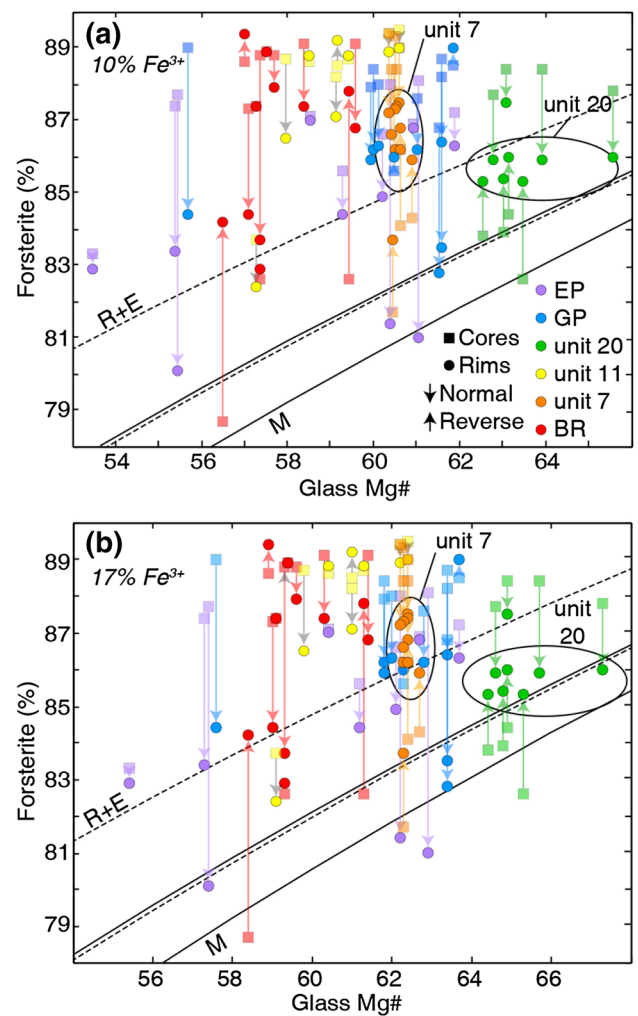 (a)
10% Fe³⁺
unit 7
unit 20
89
87
85
83
81
79
Forsterite (%)
R+E
M
EP
GP
unit 20
unit 11
unit 7
BR
Cores
Rims
Normal
Reverse
54 56 58 60 62 64
Glass Mg#
(b)
17% Fe³⁺
unit 7
unit
20
89
87
85
83
81
79
Forsterite (%)
R+E
M
56 58 60 62 64 66
Glass Mg#